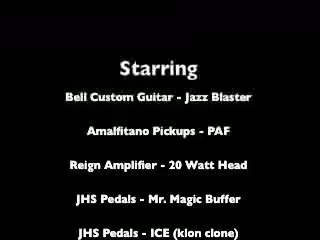 Starring
Bell Custom Guitar - Jazz Blaster
Amalfitano Pickups - PAF
Reign Amplifier - 20 Watt Head
JHS Pedals - Mr. Magic Buffer
JHS Pedals - ICE (klon clone)